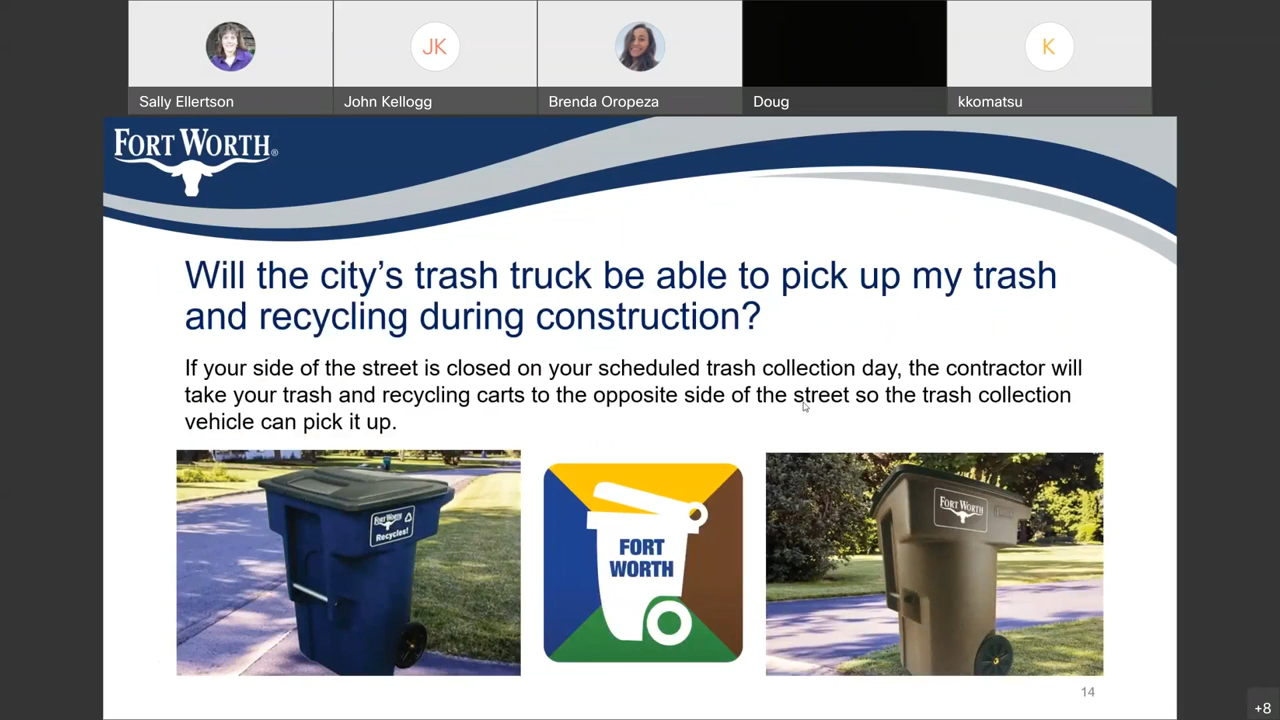 JK
K
Sally Ellertson
John Kellogg
Brenda Oropeza
Doug
kkomatsu
FORT WORTH®
Will the city's trash truck be able to pick up my trash
and recycling during construction?
If your side of the street is closed on your scheduled trash collection day, the contractor will
take your trash and recycling carts to the opposite side of the street so the trash collection
vehicle can pick it up.
FORT WORTH
Recycles!
FORT
WORTH
FORT WORTH
14
+8